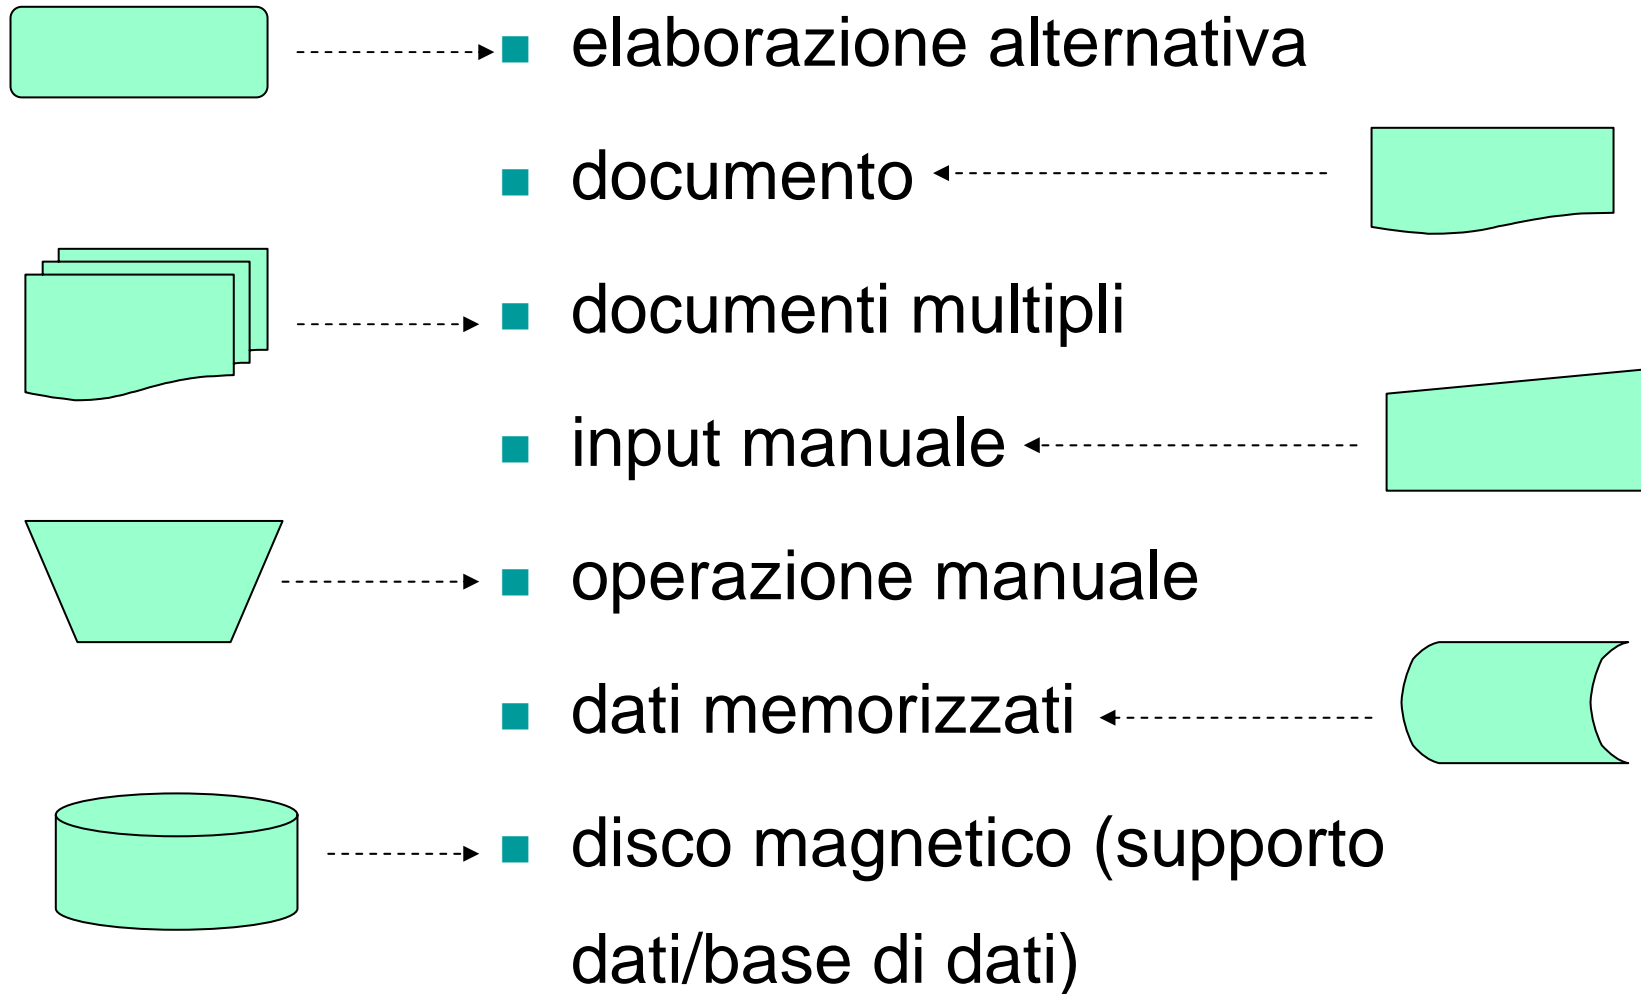 elaborazione alternativa
documento
documenti multipli
input manuale
operazione manuale
dati memorizzati
disco magnetico (supporto
dati/base di dati)